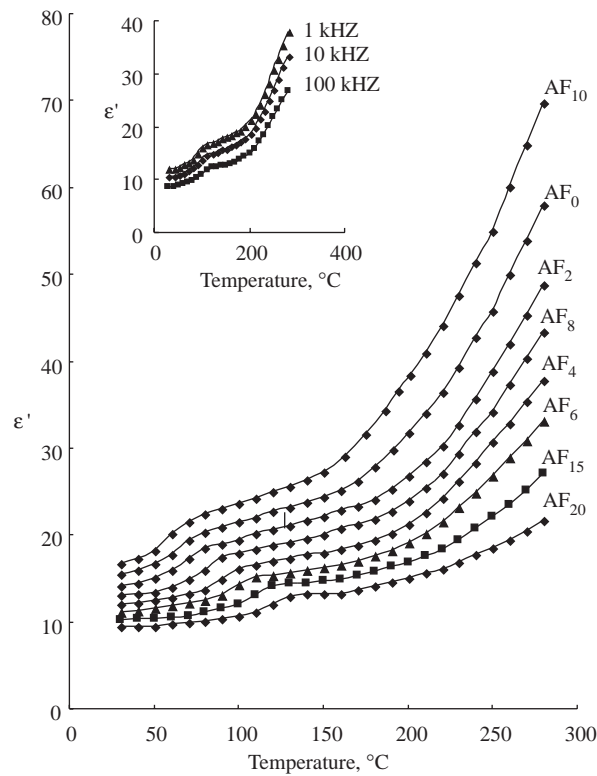 80
70
60
50
40
30
20
10
0
ε'
0 50 100 150 200 250 300
Temperature, °C
40
30
20
10
0
ε'
0 200 400
Temperature, °C
1 kHZ
10 kHZ
100 kHZ
AF₁₀
AF₀
AF₂
AF₈
AF₄
AF₆
AF₁₅
AF₂₀